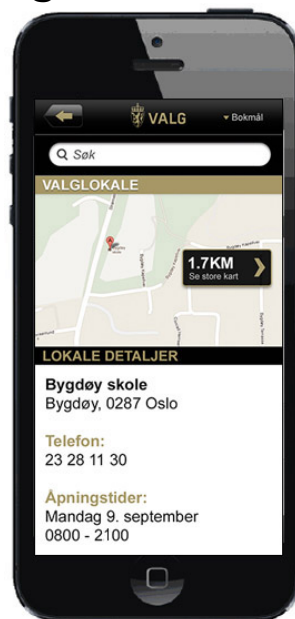 VALG
Bokmål
Søk
VALGLOKALE
1.7KM
Se store kart
LOKALE DETALJER
Bygdøy skole
Bygdøy, 0287 Oslo
Telefon:
23 28 11 30
Åpningstider:
Mandag 9. september
0800 - 2100